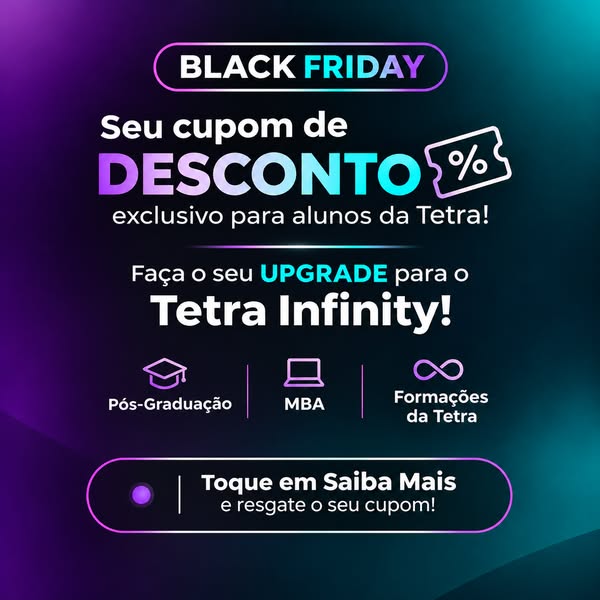 BLACK FRIDAY
Seu cupom de
DESCONTO
%
exclusivo para alunos da Tetra!
Faça o seu UPGRADE para o
Tetra Infinity!
Pós-Graduação
MBA
Formações
da Tetra
Toque em Saiba Mais
e resgate o seu cupom!